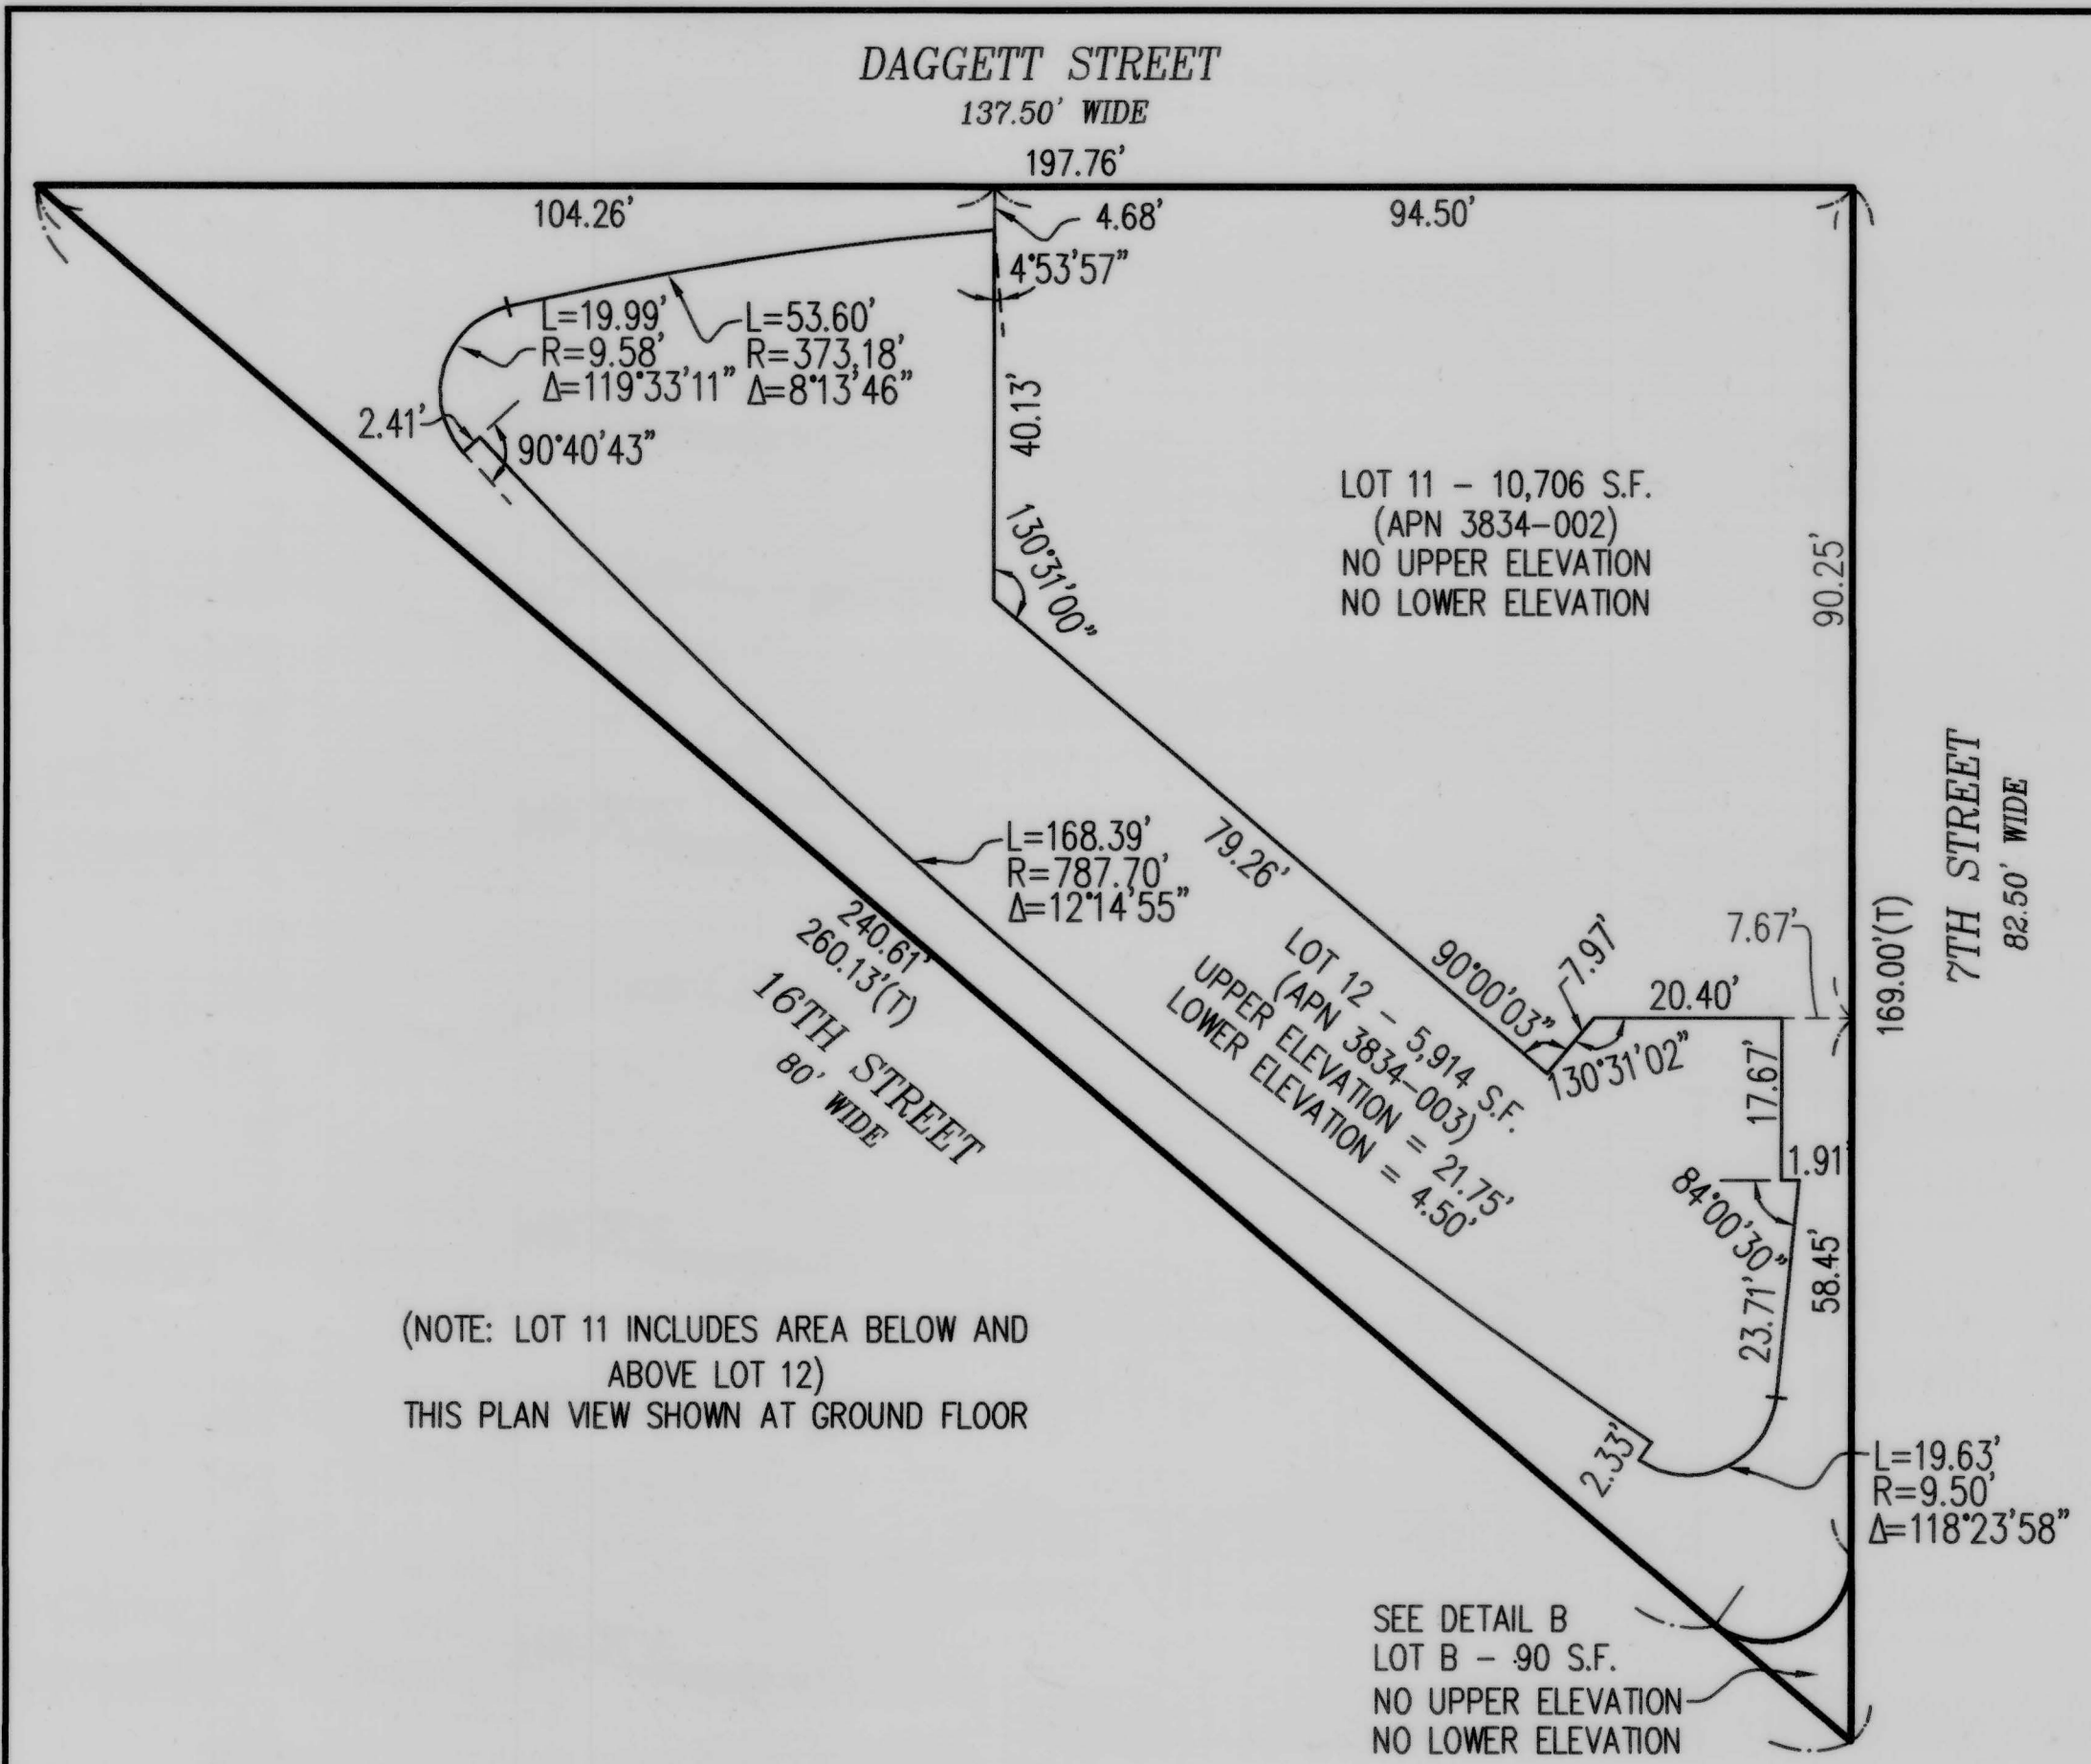 DAGGETT STREET
137.50' WIDE
197.76'
104.26'
4.68'
94.50'
4°53'57"
L=19.99'
R=9.58'
Δ=119°33'11"
L=53.60'
R=373.18'
Δ=8°13'46"
2.41'
90°40'43"
40.13'
130°31'00"
LOT 11 - 10,706 S.F.
(APN 3834-002)
NO UPPER ELEVATION
NO LOWER ELEVATION
90.25'
7TH STREET
82.50' WIDE
169.00'(T)
L=168.39'
R=787.70'
Δ=12°14'55"
79.26'
240.61'
260.13'(T)
16TH STREET
80' WIDE
LOT 12 - 5,914 S.F.
(APN 3834-003)
UPPER ELEVATION = 21.75'
LOWER ELEVATION = 4.50'
90°00'03"
7.97'
7.67'
20.40'
130°31'02"
17.67'
1.91'
84°00'30"
58.45'
23.71'
(NOTE: LOT 11 INCLUDES AREA BELOW AND
ABOVE LOT 12)
THIS PLAN VIEW SHOWN AT GROUND FLOOR
2.33'
L=19.63'
R=9.50'
Δ=118°23'58"
SEE DETAIL B
LOT B - 90 S.F.
NO UPPER ELEVATION
NO LOWER ELEVATION